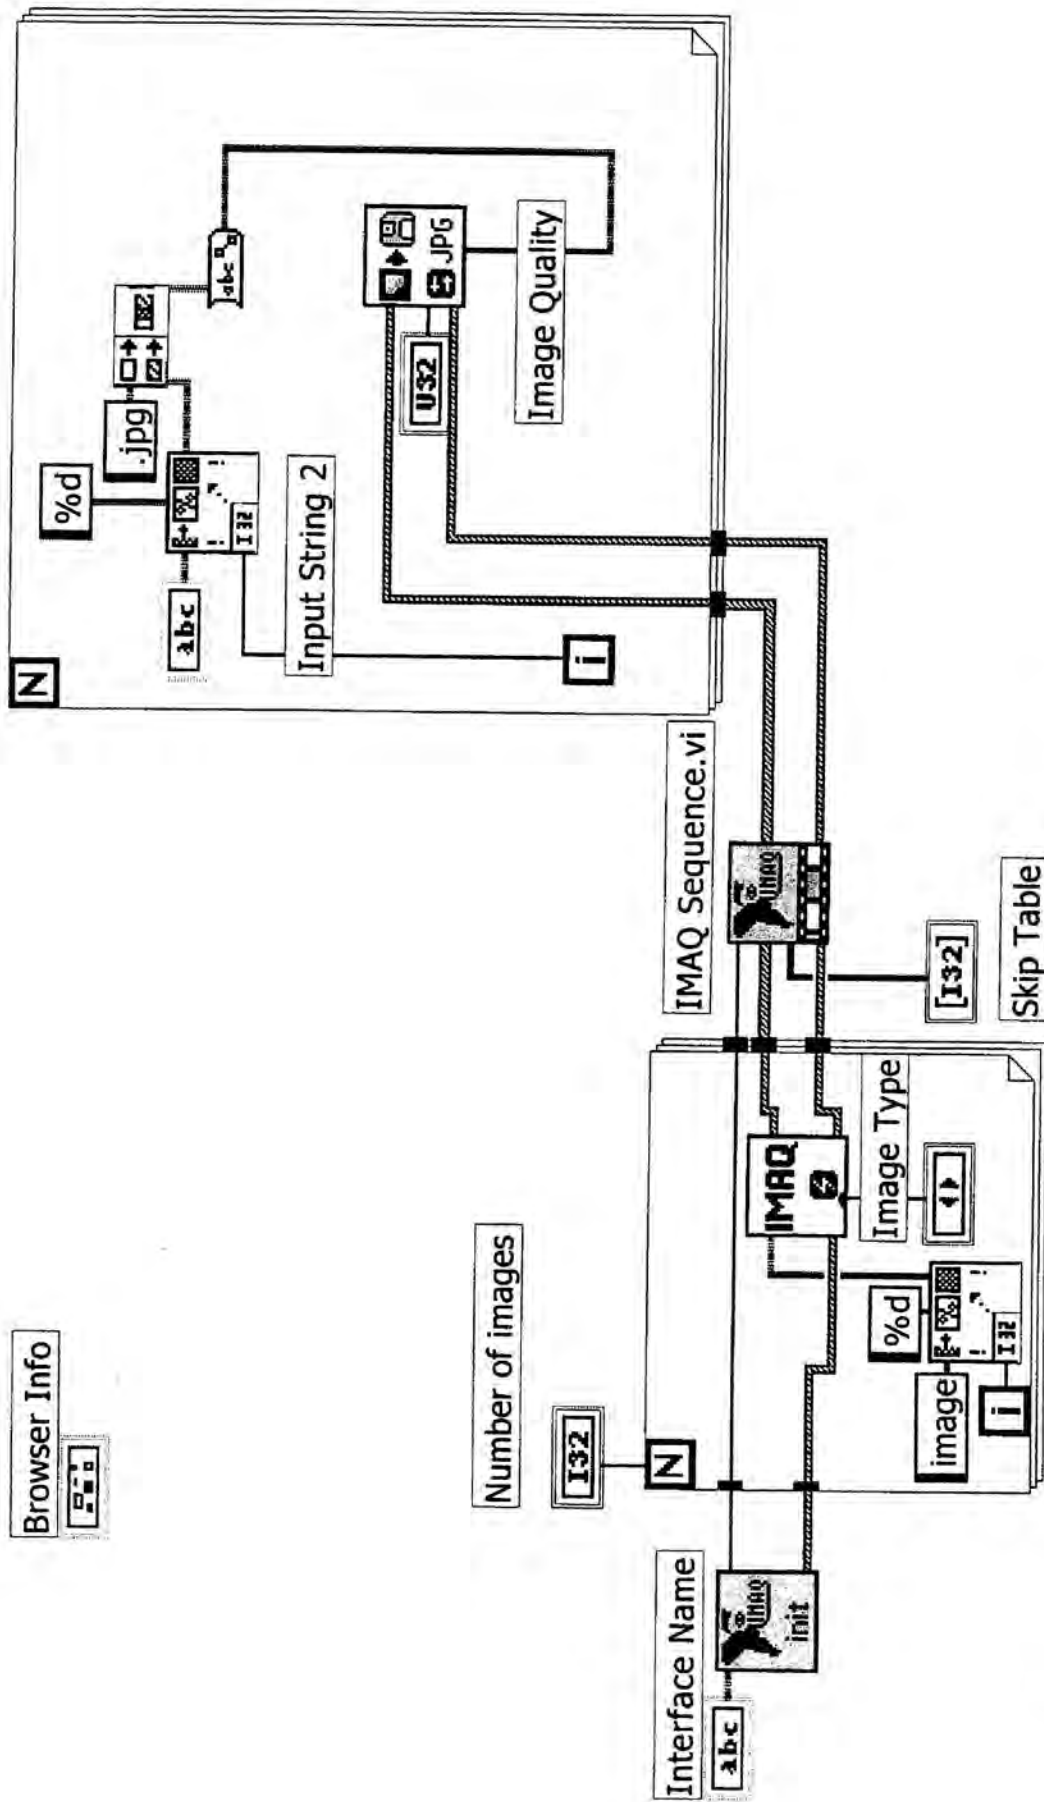 Browser Info
Number of images
I32
N
Interface Name
abc
IMAQ
init
image
%d
I32
i
IMAQ
Image Type
IMAQ Sequence.vi
IMAQ
[I32]
Skip Table
N
abc
%d
I32
.jpg
abc
Input String 2
i
U32
JPG
Image Quality